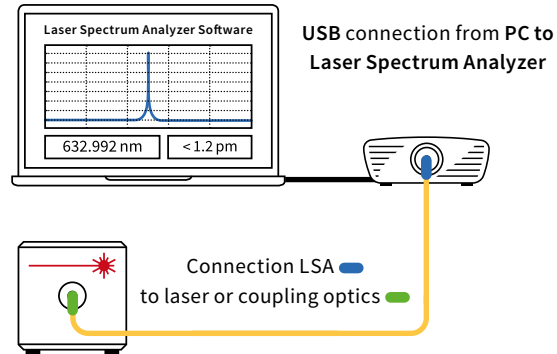 Laser Spectrum Analyzer Software
632.992 nm
< 1.2 pm
USB connection from PC to
Laser Spectrum Analyzer
Connection LSA
to laser or coupling optics